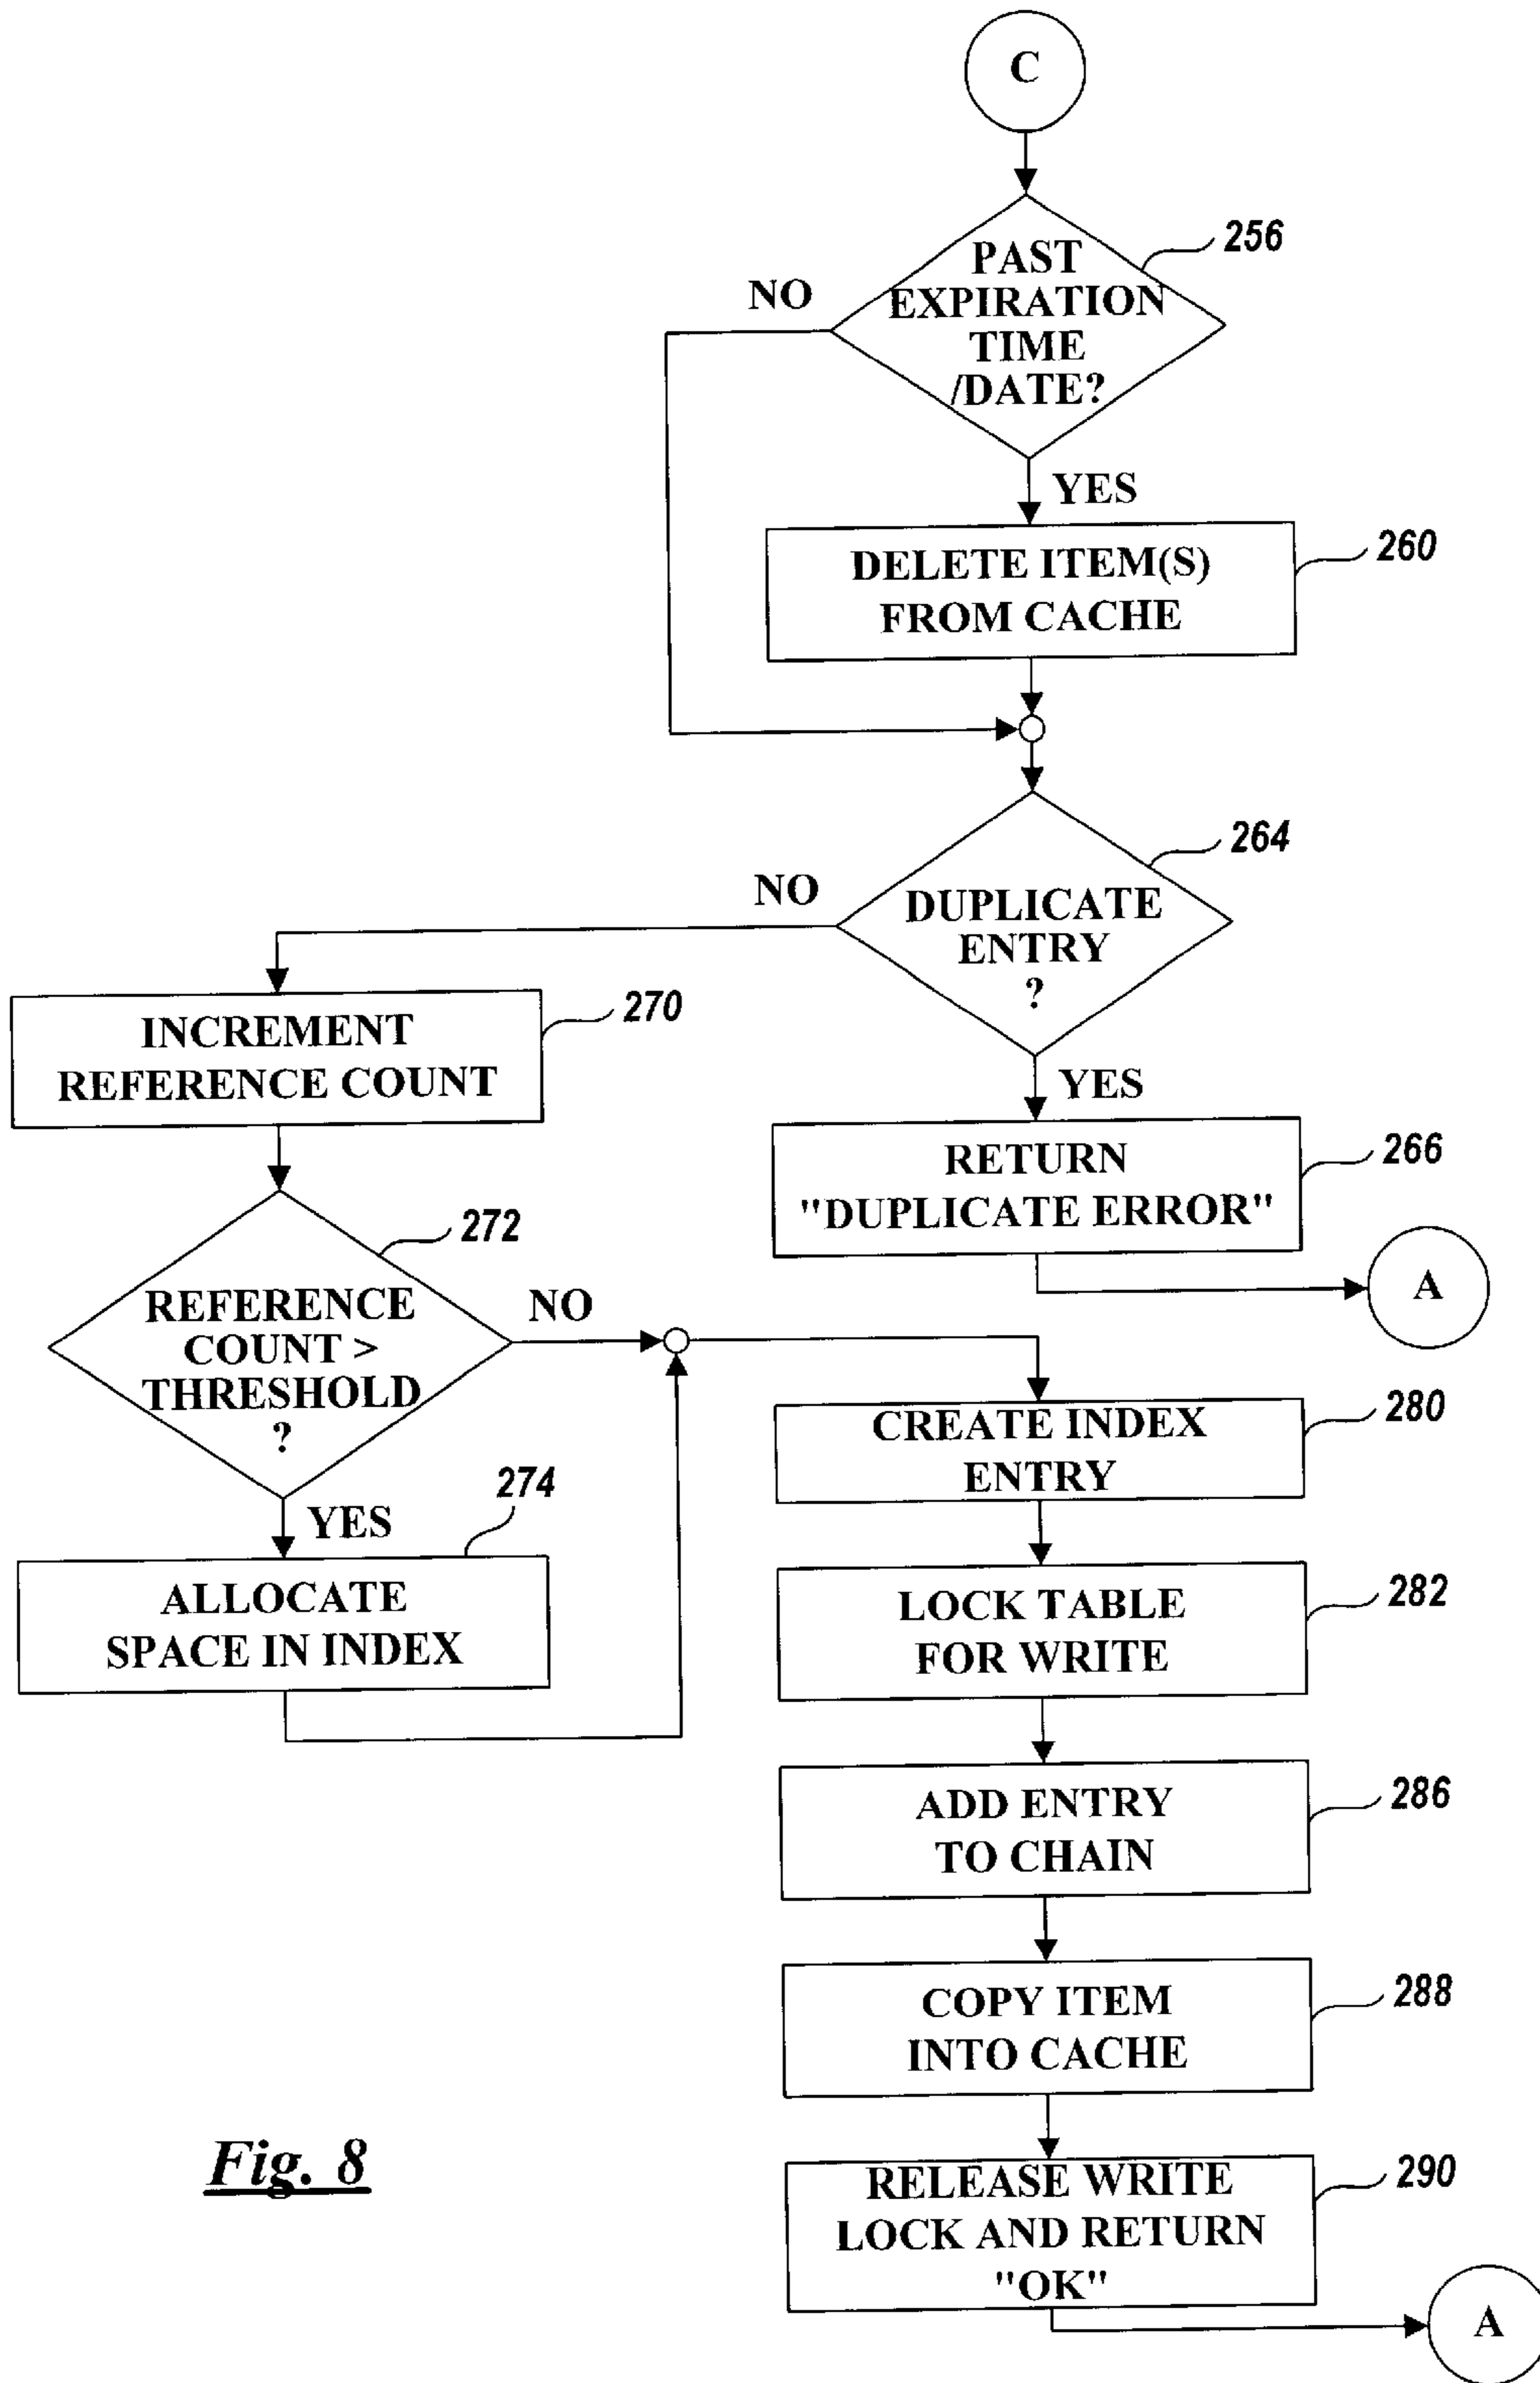 C
256
PAST
EXPIRATION
TIME
/DATE?
NO
YES
260
DELETE ITEM(S)
FROM CACHE
264
DUPLICATE
ENTRY
?
NO
YES
270
INCREMENT
REFERENCE COUNT
266
RETURN
"DUPLICATE ERROR"
A
272
REFERENCE
COUNT >
THRESHOLD
?
NO
YES
274
ALLOCATE
SPACE IN INDEX
280
CREATE INDEX
ENTRY
282
LOCK TABLE
FOR WRITE
286
ADD ENTRY
TO CHAIN
288
COPY ITEM
INTO CACHE
290
RELEASE WRITE
LOCK AND RETURN
"OK"
A
Fig. 8